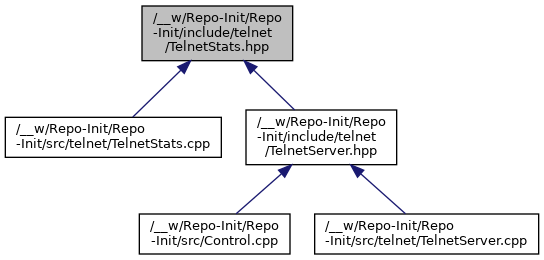 /__w/Repo-Init/Repo
-Init/include/telnet
/TelnetStats.hpp
/__w/Repo-Init/Repo
-Init/src/telnet/TelnetStats.cpp
/__w/Repo-Init/Repo
-Init/include/telnet
/TelnetServer.hpp
/__w/Repo-Init/Repo
-Init/src/Control.cpp
/__w/Repo-Init/Repo
-Init/src/telnet/TelnetServer.cpp